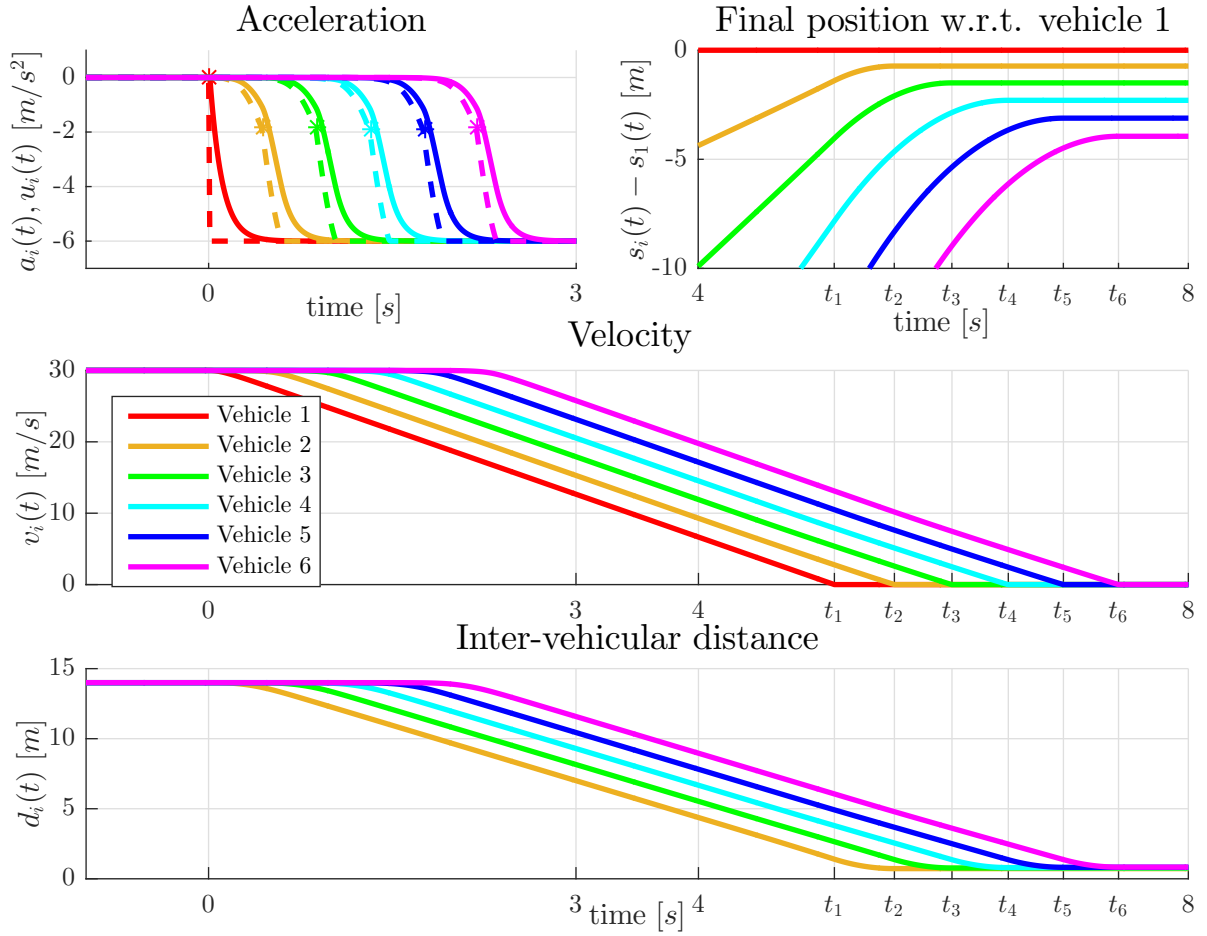 Acceleration
a_i(t), u_i(t) [m/s^2]
0
-2
-4
-6
0
3
time [s]
Final position w.r.t. vehicle 1
s_i(t) − s_1(t) [m]
0
-5
-10
4
t_1
t_2
t_3
t_4
t_5
t_6
8
time [s]
Velocity
v_i(t) [m/s]
30
20
10
0
Vehicle 1
Vehicle 2
Vehicle 3
Vehicle 4
Vehicle 5
Vehicle 6
0
3
4
t_1
t_2
t_3
t_4
t_5
t_6
8
Inter-vehicular distance
d_i(t) [m]
15
10
5
0
0
3
4
t_1
t_2
t_3
t_4
t_5
t_6
8
time [s]